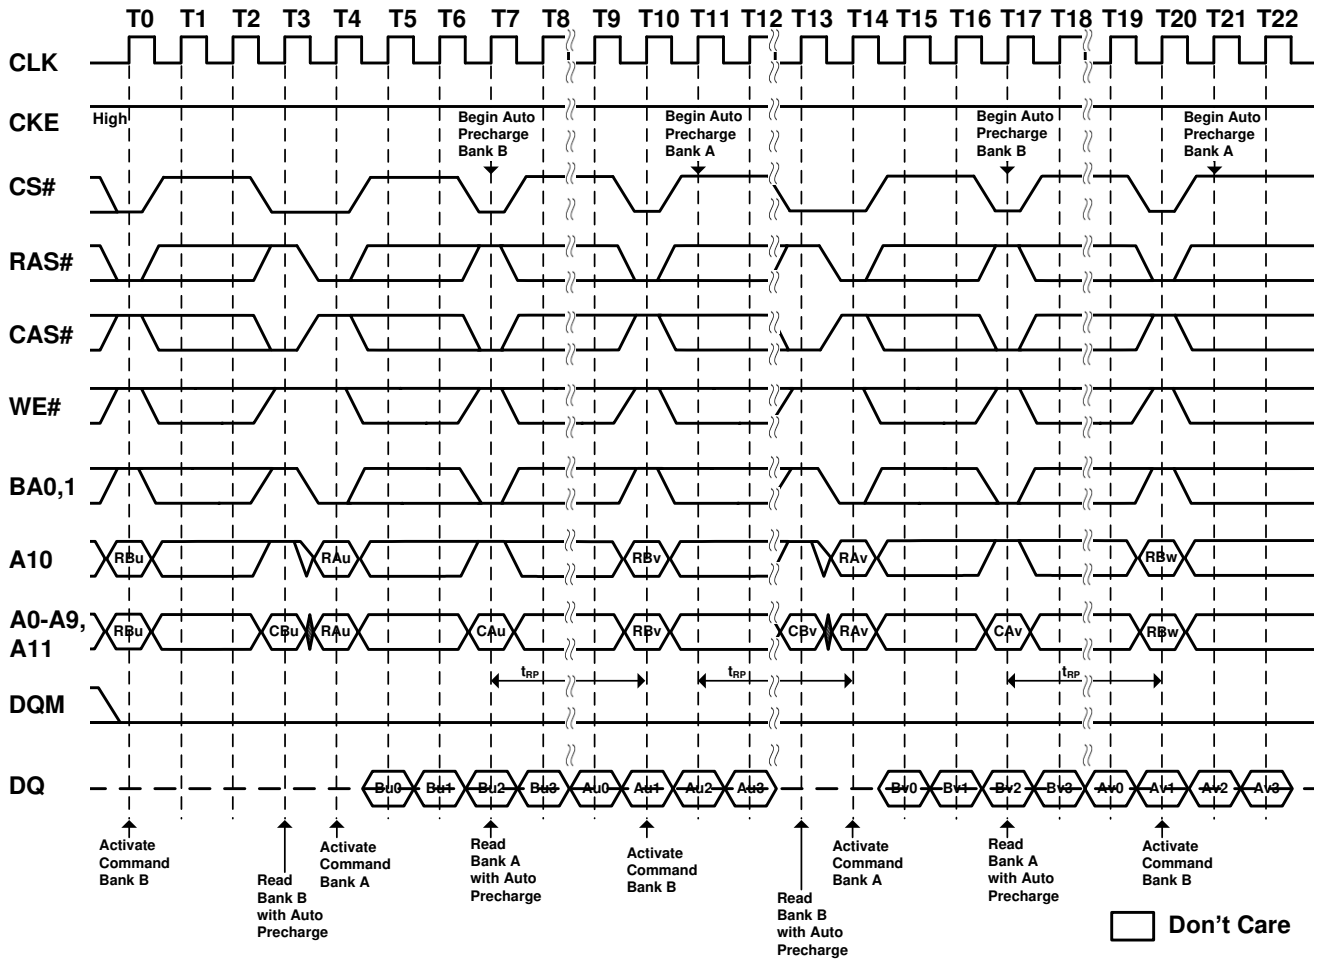 T0 T1 T2 T3 T4 T5 T6 T7 T8 T9 T10 T11 T12 T13 T14 T15 T16 T17 T18 T19 T20 T21 T22
CLK
CKE
High
Begin Auto
Precharge
Bank B
Begin Auto
Precharge
Bank A
Begin Auto
Precharge
Bank B
Begin Auto
Precharge
Bank A
CS#
RAS#
CAS#
WE#
BA0,1
A10
RBu RAu RBv RAv RBw
A0-A9,
A11
RBu CBu RAu CAu RBv CBv RAv CAv RBw
tRP tRP tRP
DQM
DQ
Bu0 Bu1 Bu2 Bu3 Au0 Au1 Au2 Au3 Bv0 Bv1 Bv2 Bv3 Av0 Av1 Av2 Av3
Activate
Command
Bank B
Read
Bank B
with Auto
Precharge
Activate
Command
Bank A
Read
Bank A
with Auto
Precharge
Activate
Command
Bank B
Read
Bank B
with Auto
Precharge
Activate
Command
Bank A
Read
Bank A
with Auto
Precharge
Activate
Command
Bank B
Don't Care